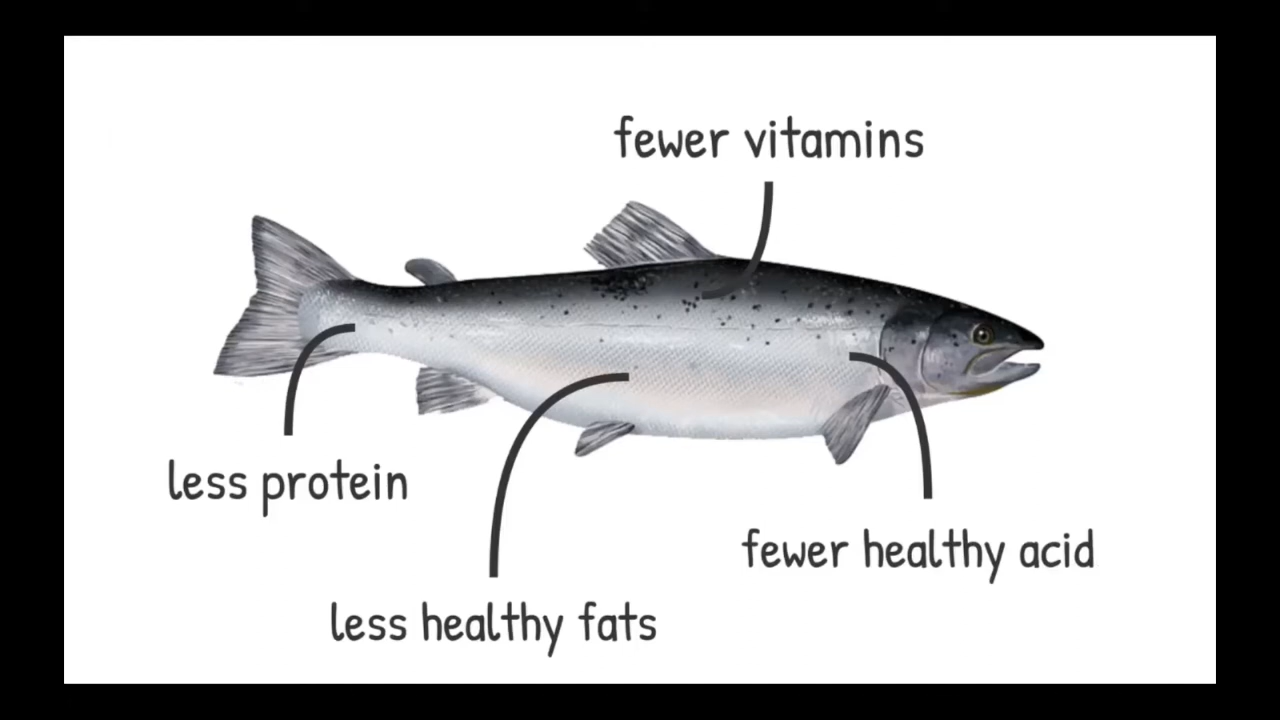 fewer vitamins
less protein
fewer healthy acid
less healthy fats